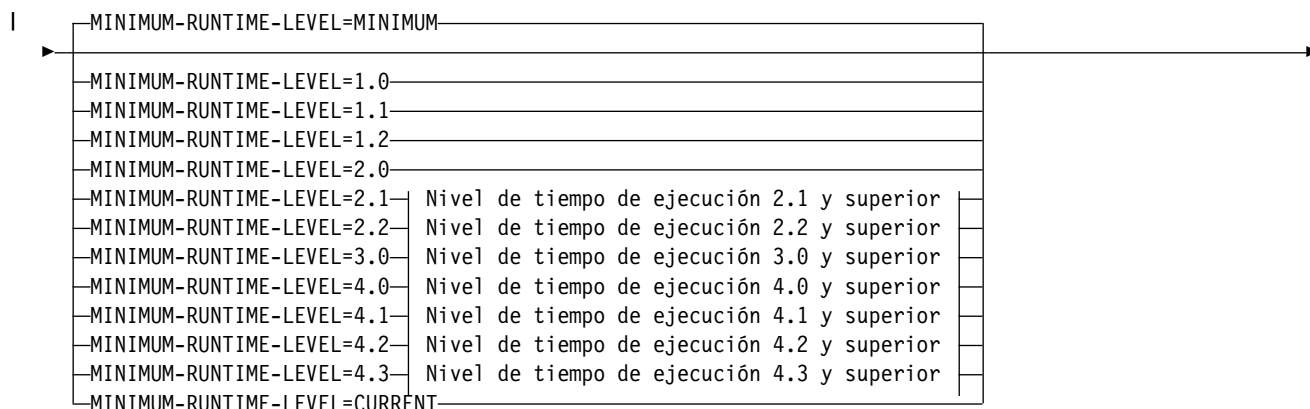 MINIMUM-RUNTIME-LEVEL=MINIMUM
MINIMUM-RUNTIME-LEVEL=1.0
MINIMUM-RUNTIME-LEVEL=1.1
MINIMUM-RUNTIME-LEVEL=1.2
MINIMUM-RUNTIME-LEVEL=2.0
MINIMUM-RUNTIME-LEVEL=2.1 Nivel de tiempo de ejecución 2.1 y superior
MINIMUM-RUNTIME-LEVEL=2.2 Nivel de tiempo de ejecución 2.2 y superior
MINIMUM-RUNTIME-LEVEL=3.0 Nivel de tiempo de ejecución 3.0 y superior
MINIMUM-RUNTIME-LEVEL=4.0 Nivel de tiempo de ejecución 4.0 y superior
MINIMUM-RUNTIME-LEVEL=4.1 Nivel de tiempo de ejecución 4.1 y superior
MINIMUM-RUNTIME-LEVEL=4.2 Nivel de tiempo de ejecución 4.2 y superior
MINIMUM-RUNTIME-LEVEL=4.3 Nivel de tiempo de ejecución 4.3 y superior
MINIMUM-RUNTIME-LEVEL=CURRENT